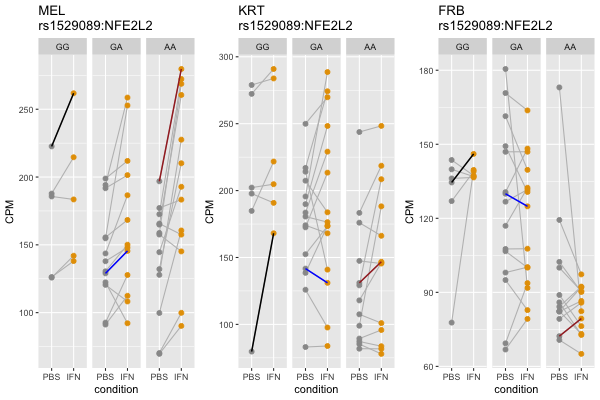 MEL
rs1529089:NFE2L2
GG GA AA
250
200
150
100
CPM
PBS IFN PBS IFN PBS IFN
condition
KRT
rs1529089:NFE2L2
GG GA AA
300
250
200
150
100
CPM
PBS IFN PBS IFN PBS IFN
condition
FRB
rs1529089:NFE2L2
GG GA AA
180
150
120
90
60
CPM
PBS IFN PBS IFN PBS IFN
condition